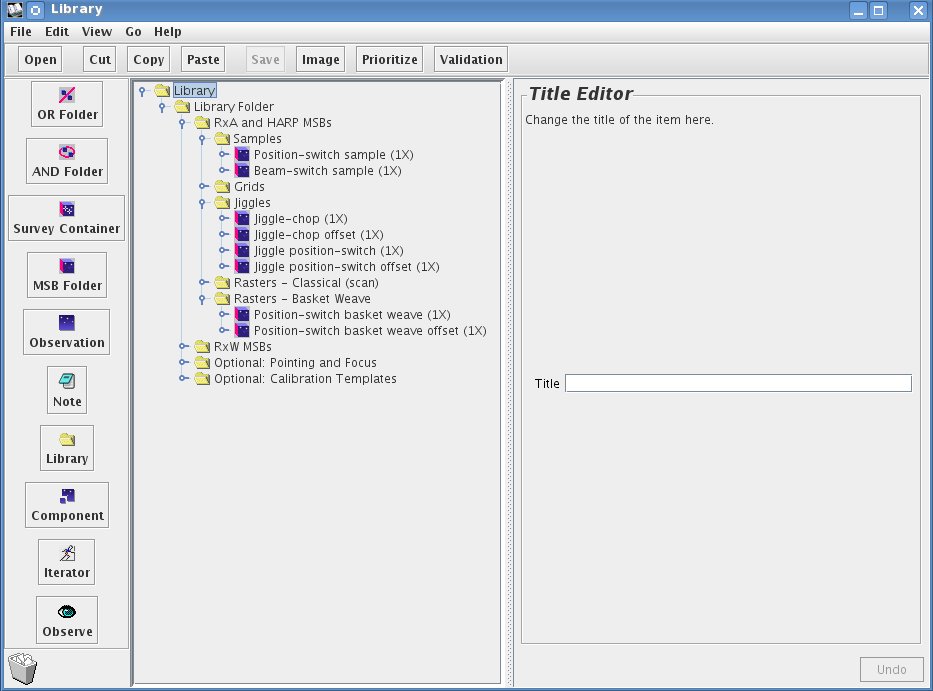 Library
File Edit View Go Help
Open Cut Copy Paste Save Image Prioritize Validation
OR Folder
AND Folder
Survey Container
MSB Folder
Observation
Note
Library
Component
Iterator
Observe
Library
Library Folder
RxA and HARP MSBs
Samples
Position-switch sample (1X)
Beam-switch sample (1X)
Grids
Jiggles
Jiggle-chop (1X)
Jiggle-chop offset (1X)
Jiggle position-switch (1X)
Jiggle position-switch offset (1X)
Rasters - Classical (scan)
Rasters - Basket Weave
Position-switch basket weave (1X)
Position-switch basket weave offset (1X)
RxW MSBs
Optional: Pointing and Focus
Optional: Calibration Templates
Title Editor
Change the title of the item here.
Title
Undo